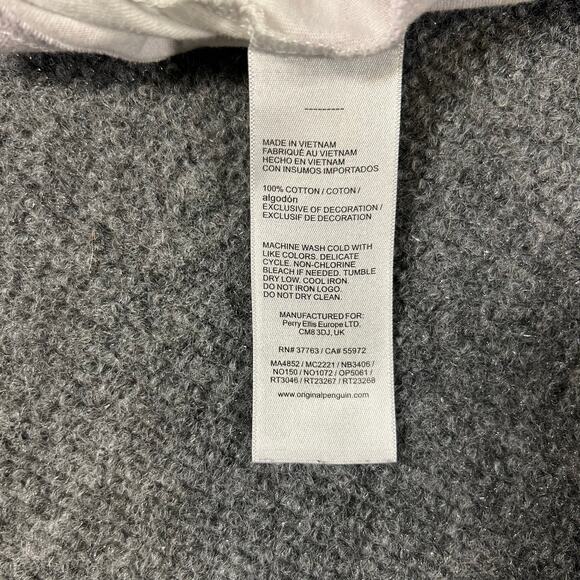 ---------
MADE IN VIETNAM
FABRIQUÉ AU VIETNAM
HECHO EN VIETNAM
CON INSUMOS IMPORTADOS
100% COTTON / COTON /
algodón
EXCLUSIVE OF DECORATION /
EXCLUSIF DE DECORATION
MACHINE WASH COLD WITH
LIKE COLORS. DELICATE
CYCLE. NON-CHLORINE
BLEACH IF NEEDED. TUMBLE
DRY LOW. COOL IRON.
DO NOT IRON LOGO.
DO NOT DRY CLEAN.
MANUFACTURED FOR:
Perry Ellis Europe LTD.
CM8 3DJ, UK
RN# 37763 / CA# 55972
MA4852 / MC2221 / NB3406 /
NO150 / NO1072 / OP5061 /
RT3046 / RT23267 / RT23268
www.originalpenguin.com